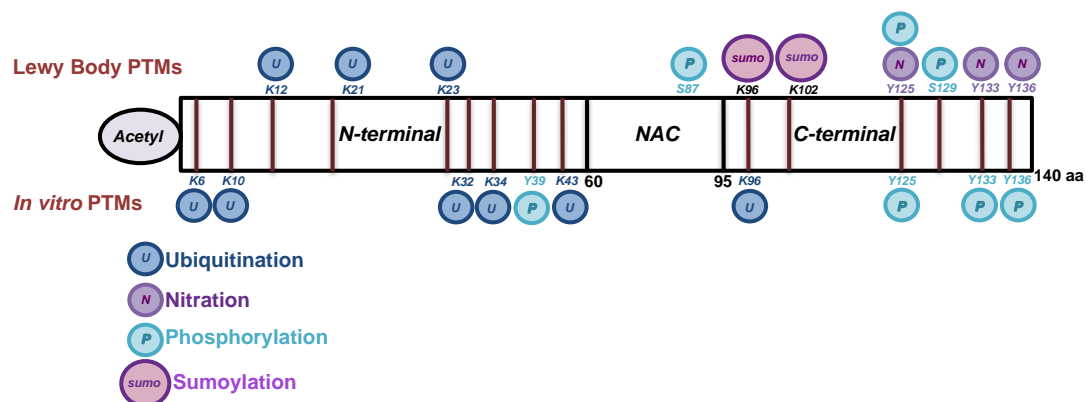 P
Lewy Body PTMs U U U P sumo sumo N P N N
K12 K21 K23 S87 K96 K102 Y125 S129 Y133 Y136
Acetyl N-terminal NAC C-terminal
K6 K10 K32 K34 Y39 K43 60 95 K96 Y125 Y133 Y136 140 aa
In vitro PTMs U U U U P U U P P P
U Ubiquitination
N Nitration
P Phosphorylation
sumo Sumoylation